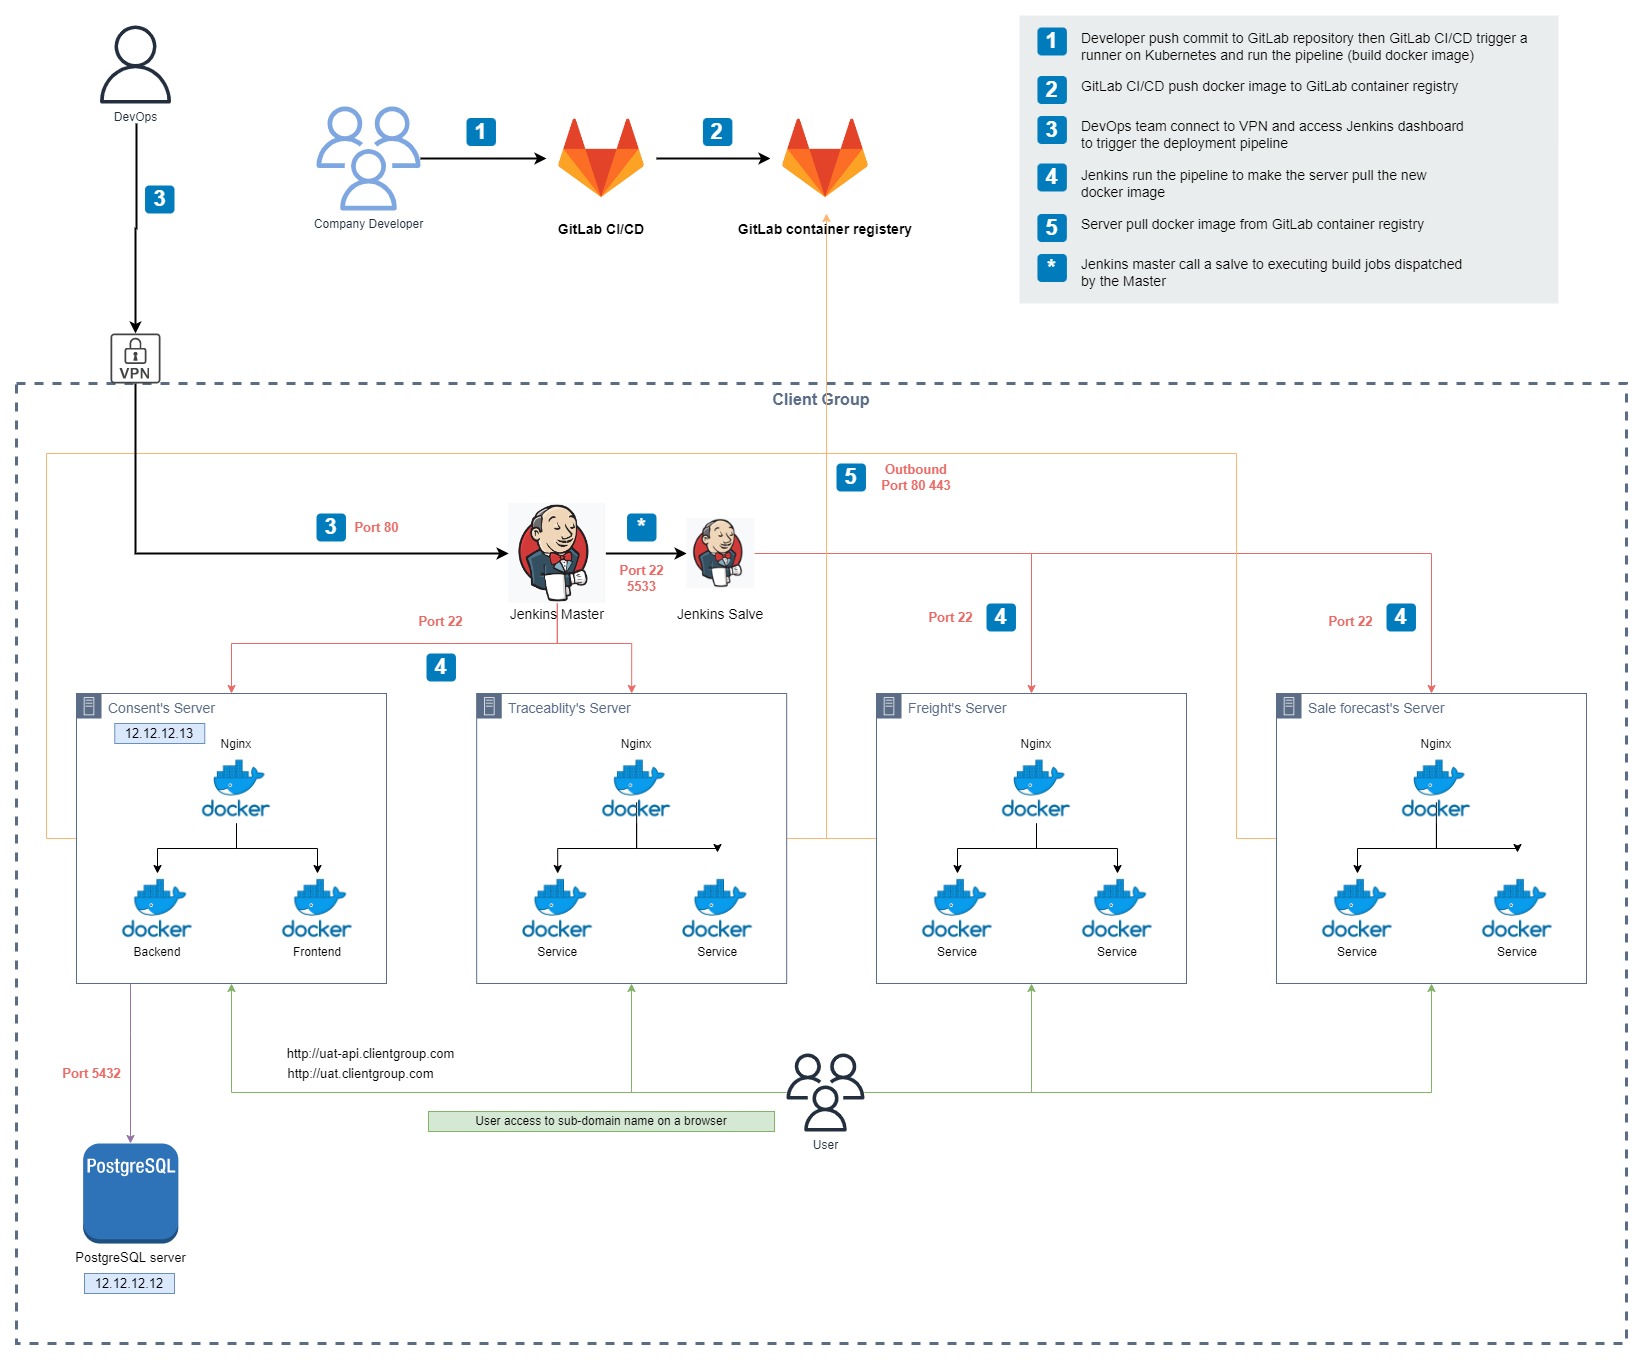 DevOps
3
VPN
Company Developer
1
GitLab CI/CD
2
GitLab container registery
1
Developer push commit to GitLab repository then GitLab CI/CD trigger a
runner on Kubernetes and run the pipeline (build docker image)
2
GitLab CI/CD push docker image to GitLab container registry
3
DevOps team connect to VPN and access Jenkins dashboard
to trigger the deployment pipeline
4
Jenkins run the pipeline to make the server pull the new
docker image
5
Server pull docker image from GitLab container registry
*
Jenkins master call a salve to executing build jobs dispatched
by the Master
Client Group
5
Outbound
Port 80 443
3
Port 80
*
Port 22
5533
Jenkins Master
Jenkins Salve
Port 22
4
Port 22
4
Port 22
4
Consent's Server
12.12.12.13
Nginx
docker
docker
Backend
docker
Frontend
Traceablity's Server
Nginx
docker
docker
Service
docker
Service
Freight's Server
Nginx
docker
docker
Service
docker
Service
Sale forecast's Server
Nginx
docker
docker
Service
docker
Service
http://uat-api.clientgroup.com
http://uat.clientgroup.com
User access to sub-domain name on a browser
User
Port 5432
PostgreSQL
PostgreSQL server
12.12.12.12